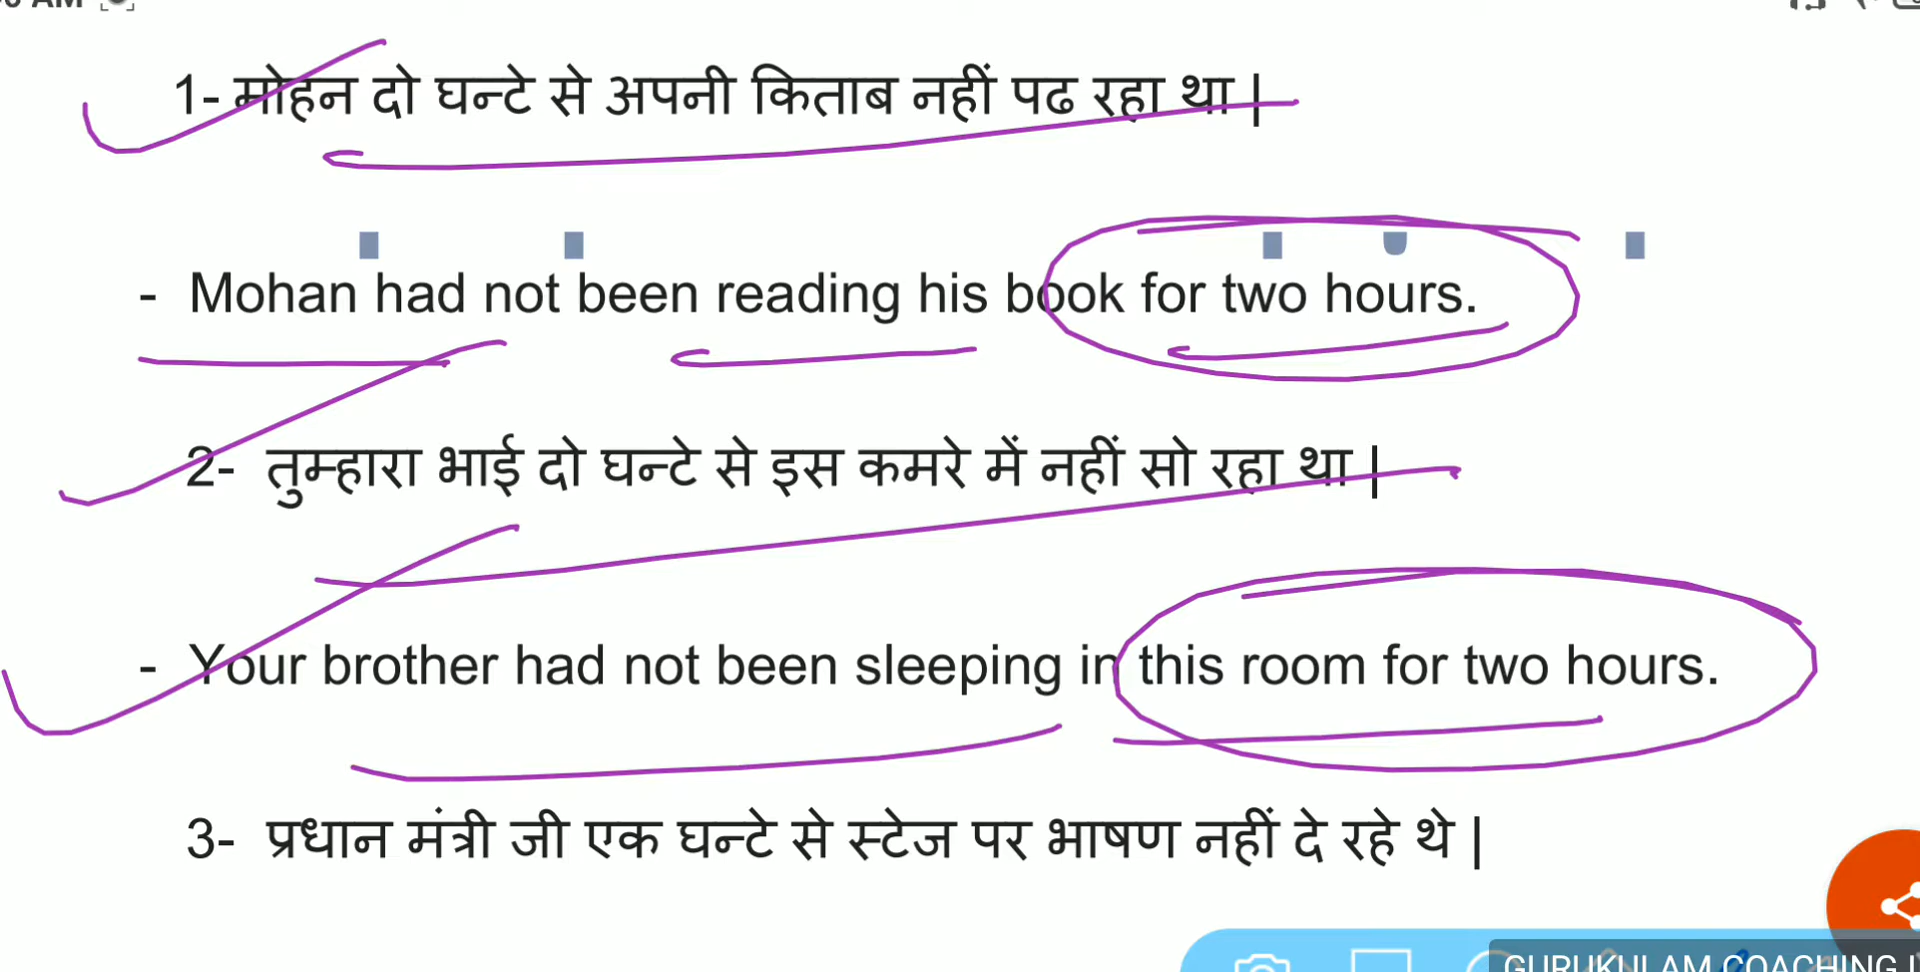 1- मोहन दो घन्टे से अपनी किताब नहीं पढ रहा था |
- Mohan had not been reading his book for two hours.
2- तुम्हारा भाई दो घन्टे से इस कमरे में नहीं सो रहा था |
- Your brother had not been sleeping in this room for two hours.
3- प्रधान मंत्री जी एक घन्टे से स्टेज पर भाषण नहीं दे रहे थे |
GURUKULAM COACHING